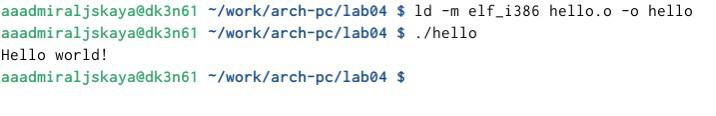 aaadmiraljskaya@dk3n61 ~/work/arch-pc/lab04 $ ld -m elf_i386 hello.o -o hello
aaadmiraljskaya@dk3n61 ~/work/arch-pc/lab04 $ ./hello
Hello world!
aaadmiraljskaya@dk3n61 ~/work/arch-pc/lab04 $